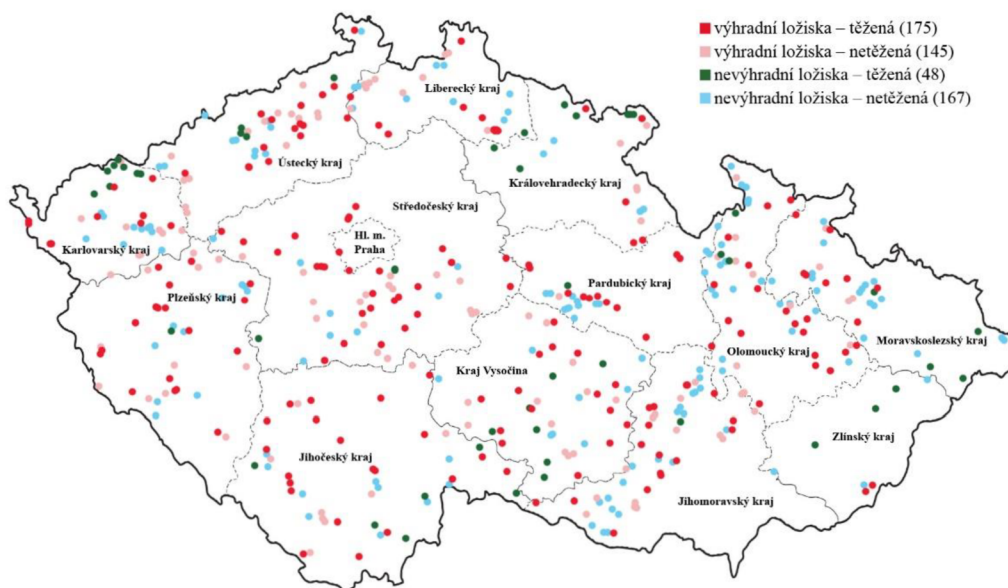 výhradní ložiska – těžená (175)
výhradní ložiska – netěžená (145)
nevýhradní ložiska – těžená (48)
nevýhradní ložiska – netěžená (167)
Liberecký kraj
Ústecký kraj
Královehradecký kraj
Středočeský kraj
Hl. m.
Praha
Karlovarský kraj
Plzeňský kraj
Pardubický kraj
Moravskoslezský kraj
Olomoucký kraj
Kraj Vysočina
Zlínský kraj
Jihočeský kraj
Jihomoravský kraj